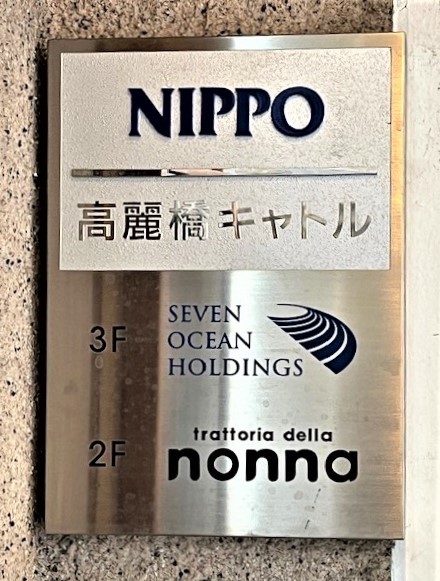 NIPPO
高麗橋キャトル
3F
SEVEN
OCEAN
HOLDINGS
2F
trattoria della
nonna